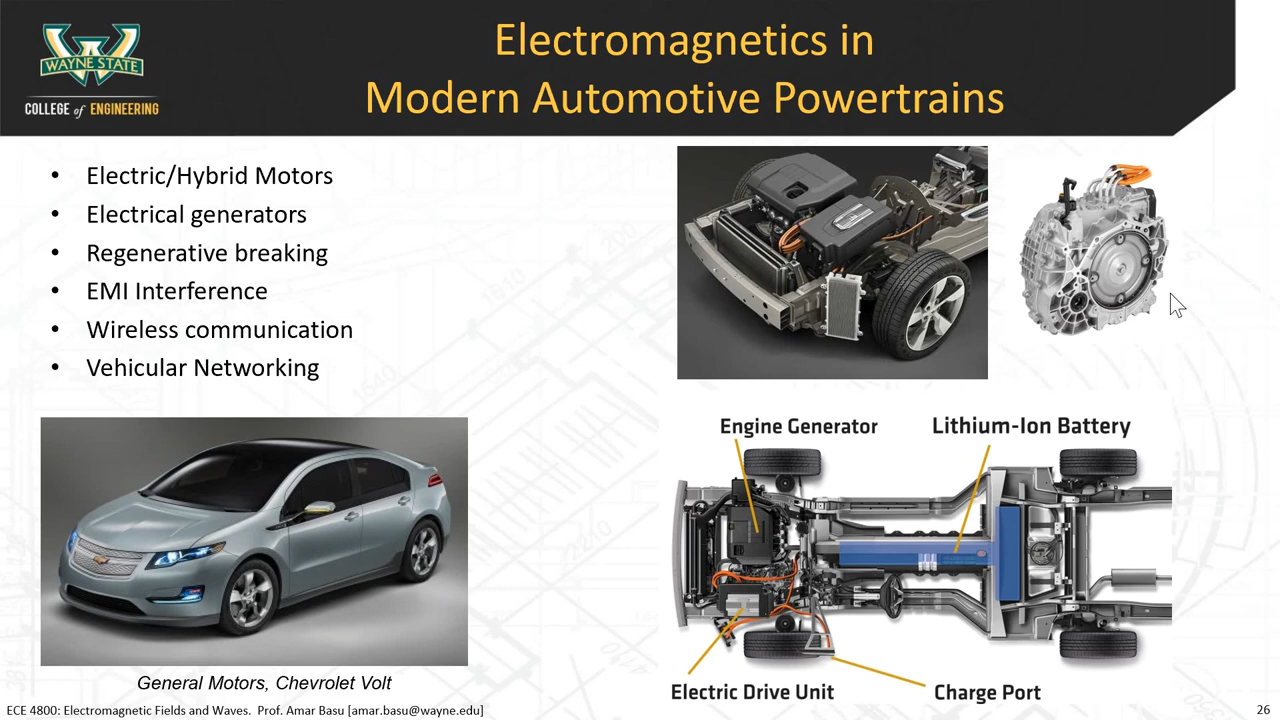 WAYNE STATE
COLLEGE of ENGINEERING
Electromagnetics in
Modern Automotive Powertrains
• Electric/Hybrid Motors
• Electrical generators
• Regenerative breaking
• EMI Interference
• Wireless communication
• Vehicular Networking
Engine Generator
Lithium-Ion Battery
Electric Drive Unit
Charge Port
General Motors, Chevrolet Volt
ECE 4800: Electromagnetic Fields and Waves. Prof. Amar Basu [amar.basu@wayne.edu]
26